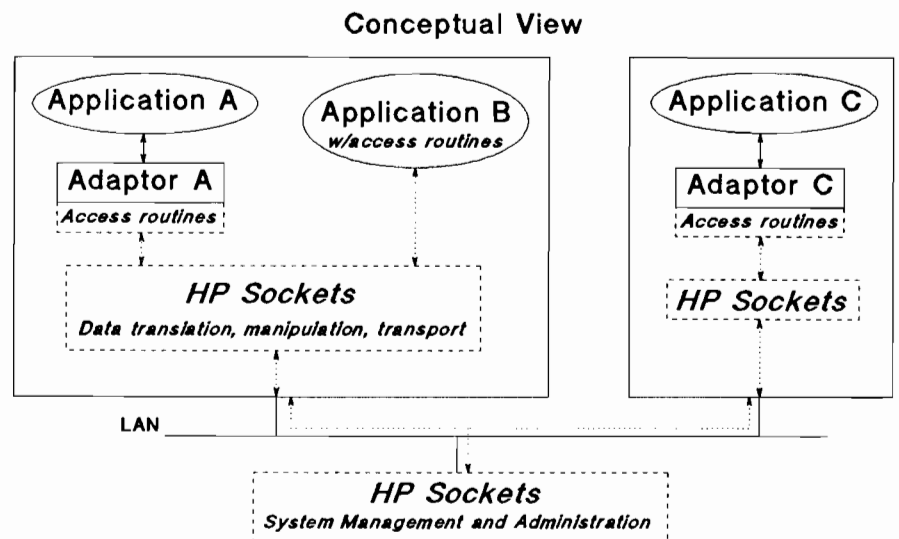 Conceptual View
Application A
Adaptor A
Access routines
Application B
w/access routines
HP Sockets
Data translation, manipulation, transport
Application C
Adaptor C
Access routines
HP Sockets
LAN
HP Sockets
System Management and Administration